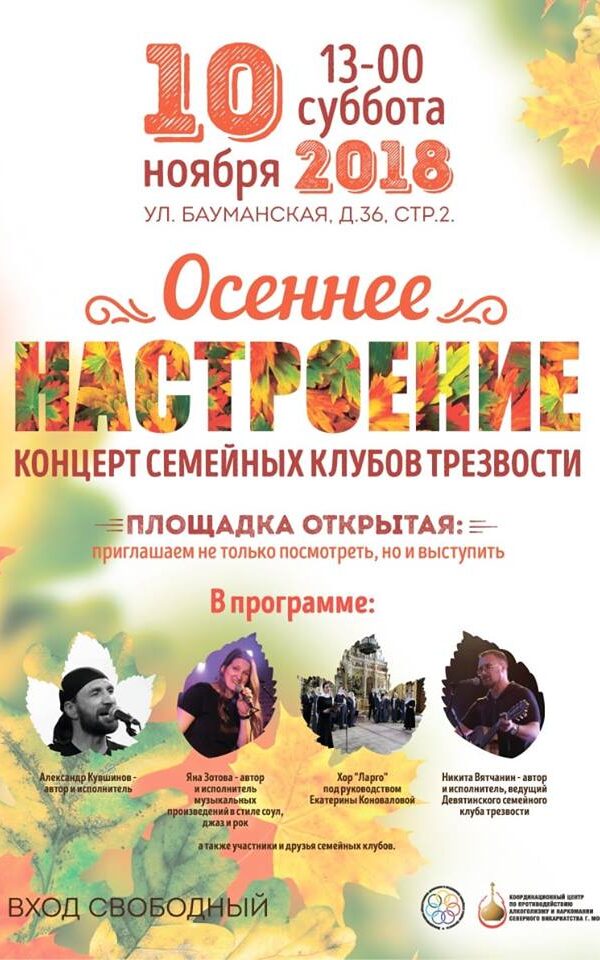 10
ноября
13-00
суббота
2018
УЛ. БАУМАНСКАЯ, Д.36, СТР.2.
Осеннее
НАСТРОЕНИЕ
КОНЦЕРТ СЕМЕЙНЫХ КЛУБОВ ТРЕЗВОСТИ
ПЛОЩАДКА ОТКРЫТАЯ:
приглашаем не только посмотреть, но и выступить
В программе:
Александр Кувшинов -
автор и исполнитель
Яна Зотова - автор
и исполнитель
музыкальных
произведений в стиле соул,
джаз и рок
Хор "Ларго"
под руководством
Екатерины Коноваловой
Никита Вятчанин - автор
и исполнитель, ведущий
Девятинского семейного
клуба трезвости
а также участники и друзья семейных клубов.
ВХОД СВОБОДНЫЙ
КООРДИНАЦИОННЫЙ ЦЕНТР
ПО ПРОТИВОДЕЙСТВИЮ
АЛКОГОЛИЗМУ И НАРКОМАНИИ
СЕВЕРНОГО ВИКАРИАТСТВА Г. МО